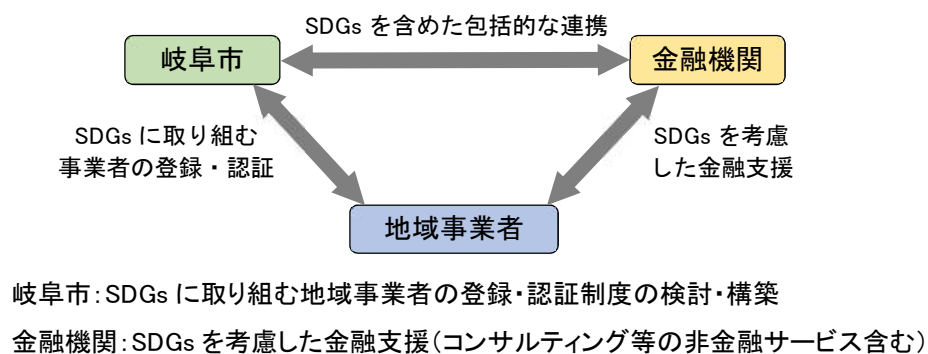 SDGs を含めた包括的な連携
岐阜市
金融機関
SDGs に取り組む
事業者の登録・認証
SDGs を考慮
した金融支援
地域事業者
岐阜市：SDGs に取り組む地域事業者の登録・認証制度の検討・構築
金融機関：SDGs を考慮した金融支援（コンサルティング等の非金融サービス含む）